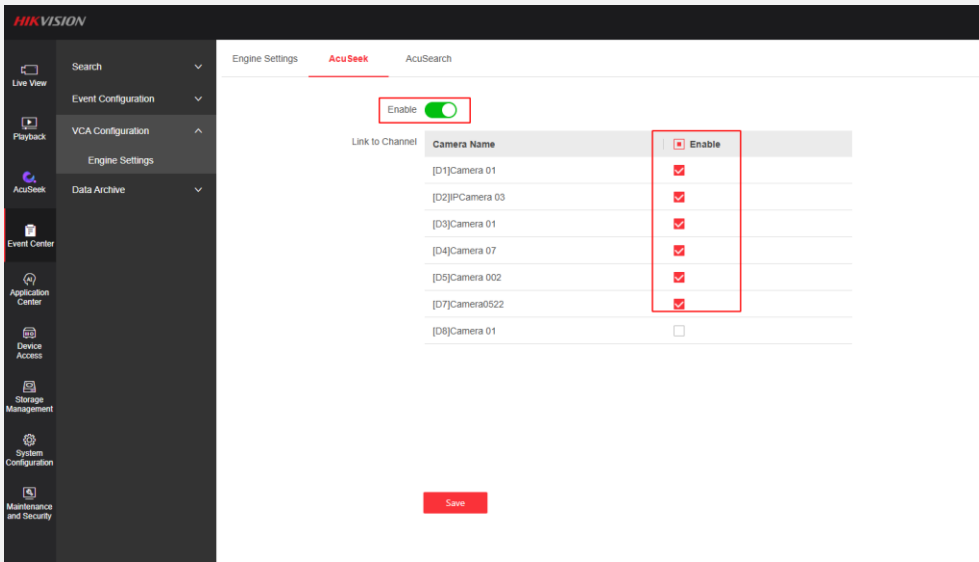 HIKVISION
Live View
Playback
AcuSeek
Event Center
Application
Center
Device
Access
Storage
Management
System
Configuration
Maintenance
and Security
Search
Event Configuration
VCA Configuration
Engine Settings
Data Archive
Engine Settings
AcuSeek
AcuSearch
Enable
Link to Channel
Camera Name
Enable
[D1]Camera 01
[D2]IPCamera 03
[D3]Camera 01
[D4]Camera 07
[D5]Camera 002
[D7]Camera0522
[D8]Camera 01
Save